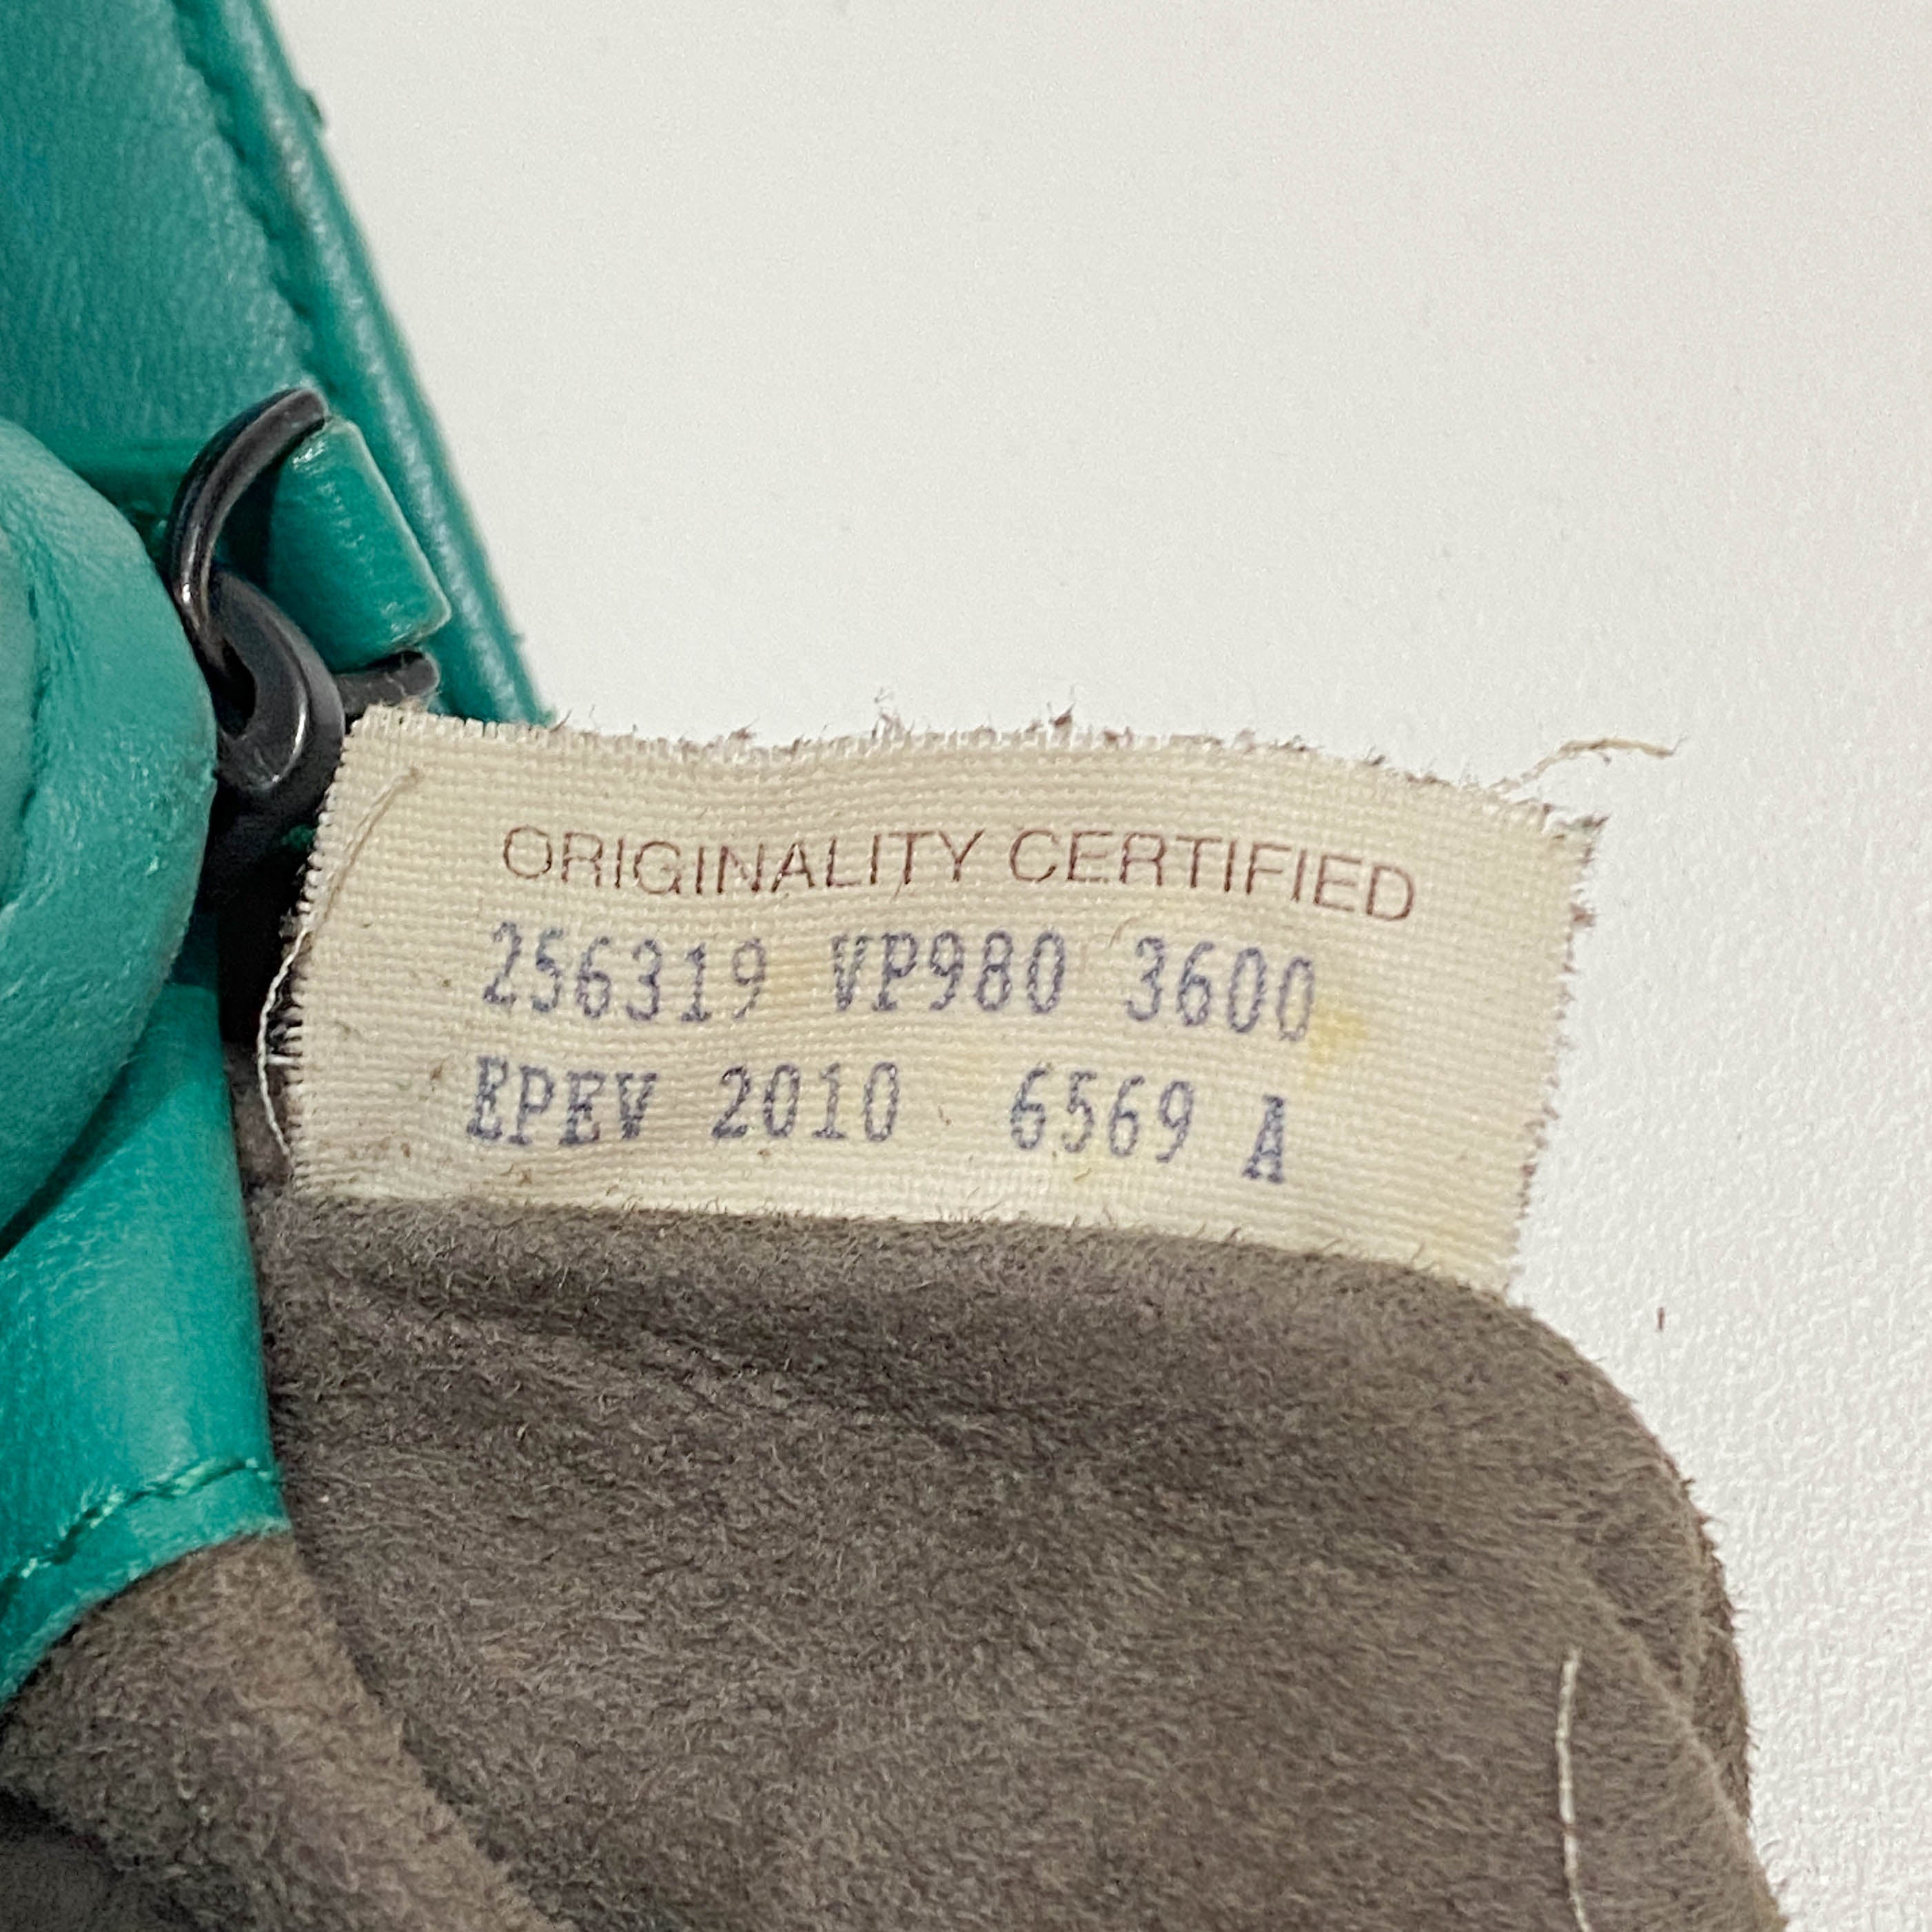 ORIGINALITY CERTIFIED
256319 VP980 3600
EPEV 2010 6569 A